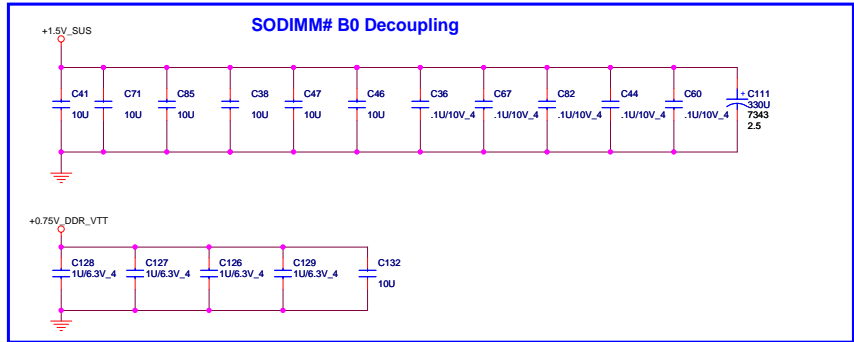 SODIMM# B0 Decoupling
+1.5V_SUS
C41 C71 C85 C38 C47 C46 C36 C67 C82 C44 C60 + C111
10U 10U 10U 10U 10U 10U .1U/10V_4 .1U/10V_4 .1U/10V_4 .1U/10V_4 .1U/10V_4 330U
7343
2.5
+0.75V_DDR_VTT
C128 C127 C126 C129 C132
1U/6.3V_4 1U/6.3V_4 1U/6.3V_4 1U/6.3V_4 10U